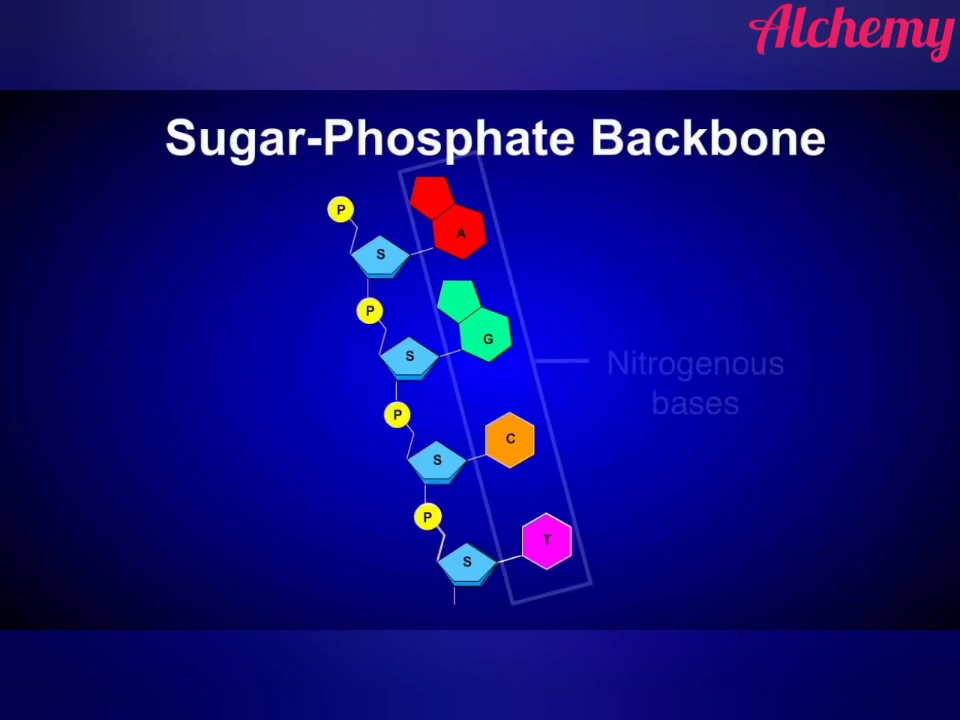 Alchemy
Sugar-Phosphate Backbone
P
A
S
P
G
S
Nitrogenous
bases
P
C
S
P
T
S